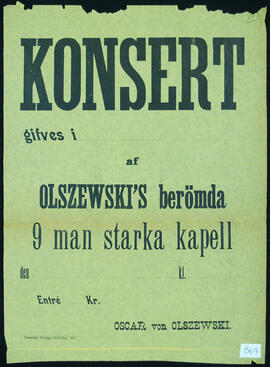 KONSERT
gifves i
af
OLSZEWSKI'S berömda
9 man starka kapell
den kl.
Entré Kr.
OSCAR von OLSZEWSKI.